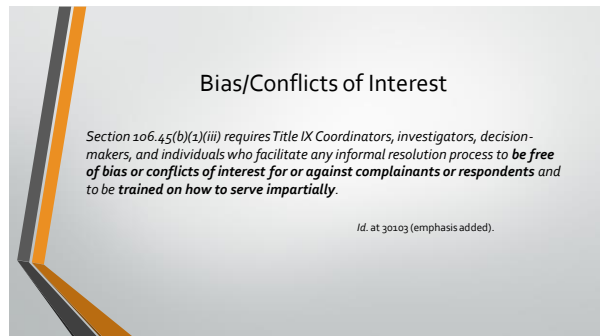 Bias/Conflicts of Interest
Section 106.45(b)(1)(iii) requires Title IX Coordinators, investigators, decision-
makers, and individuals who facilitate any informal resolution process to be free
of bias or conflicts of interest for or against complainants or respondents and
to be trained on how to serve impartially.
Id. at 30103 (emphasis added).